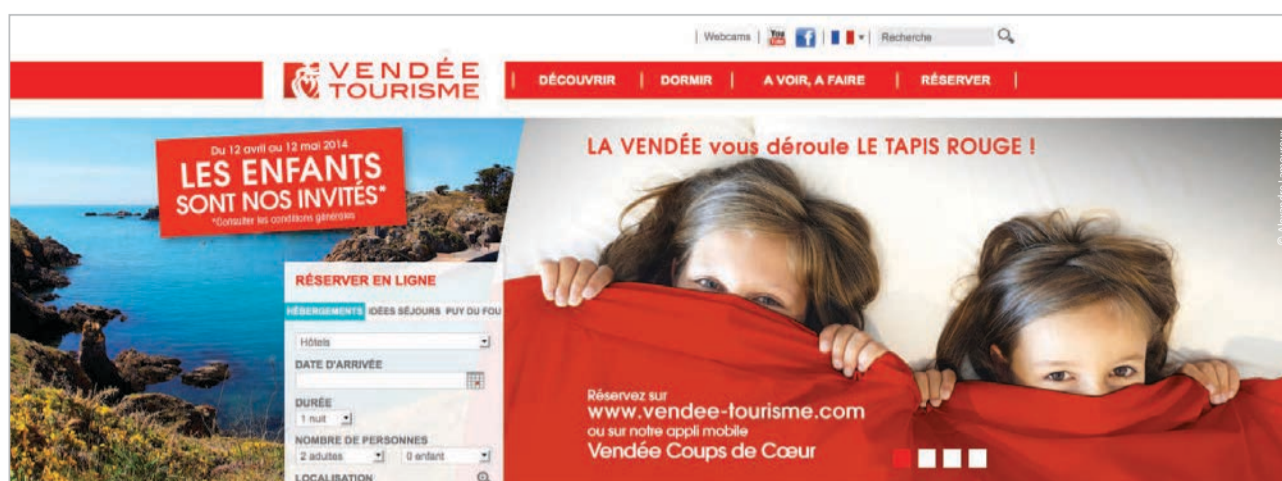 Webcams
You
Tube
f
Recherche
VENDÉE
TOURISME
DÉCOUVRIR
DORMIR
A VOIR, A FAIRE
RÉSERVER
Du 12 avril au 12 mai 2014
LES ENFANTS
SONT NOS INVITÉS*
*Consulter les conditions générales
LA VENDÉE vous déroule LE TAPIS ROUGE !
RÉSERVER EN LIGNE
HÉBERGEMENTS IDÉES SÉJOURS PUY DU FOU
Hôtels
DATE D'ARRIVÉE
DURÉE
1 nuit
NOMBRE DE PERSONNES
2 adultes 0 enfant
LOCALISATION
Réservez sur
www.vendee-tourisme.com
ou sur notre appli mobile
Vendée Coups de Cœur